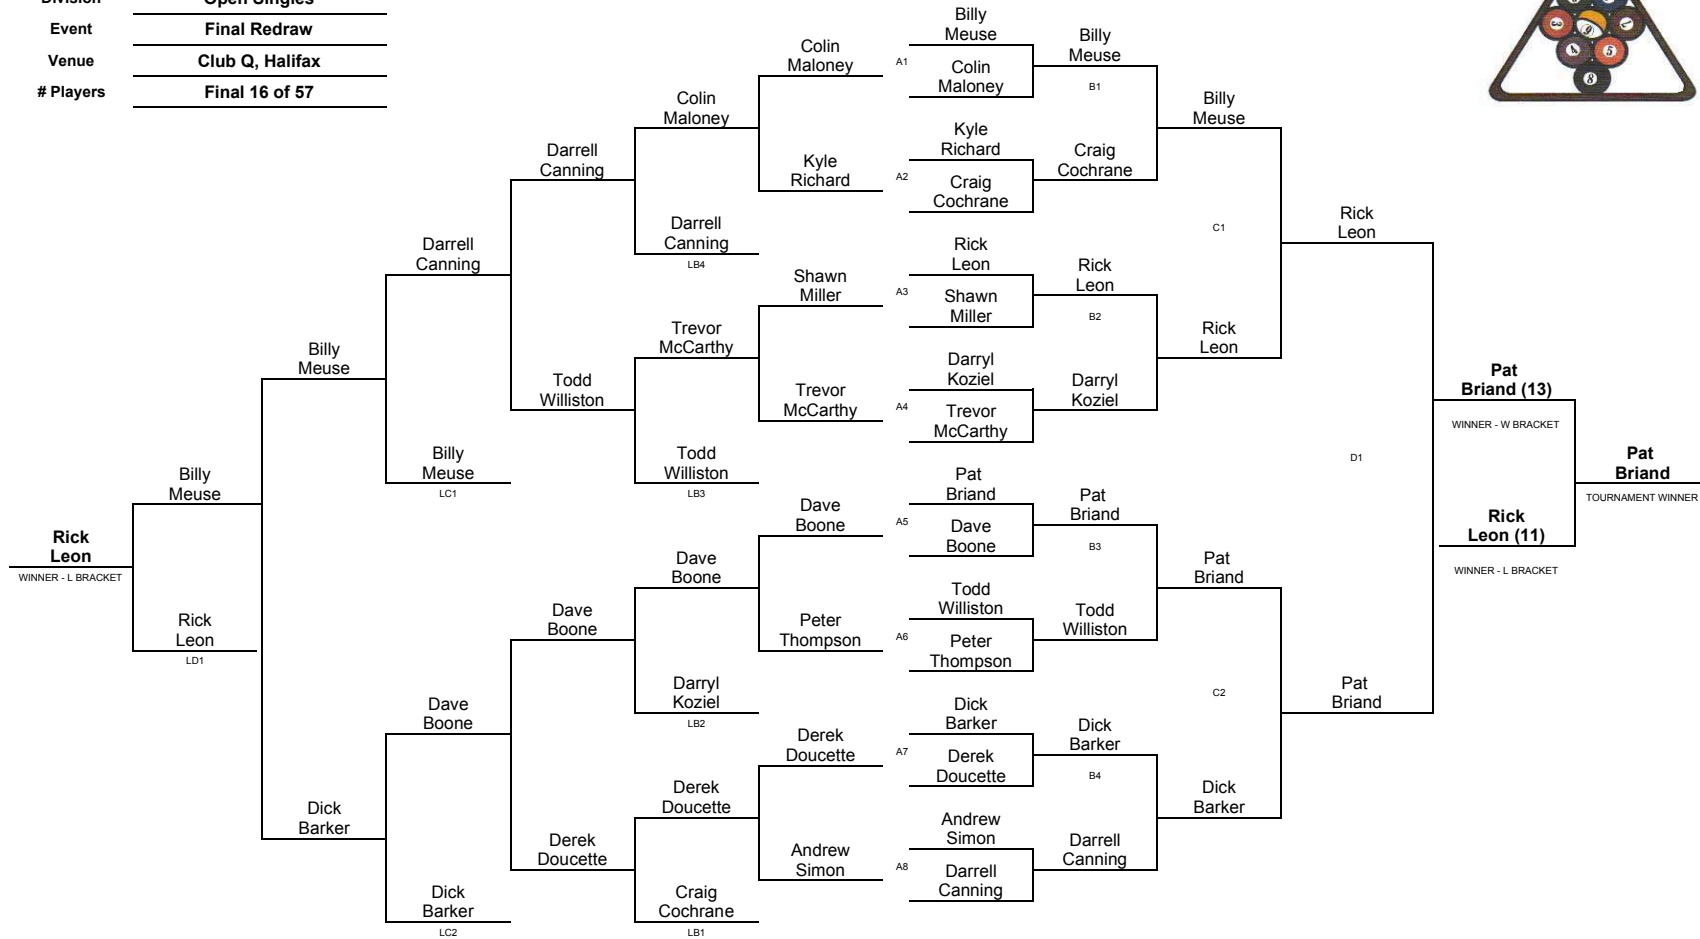 Division
Open Singles
Event
Final Redraw
Venue
Club Q, Halifax
# Players
Final 16 of 57
Rick
Leon
WINNER - L BRACKET
Billy
Meuse
Rick
Leon
LD1
Billy
Meuse
Dick
Barker
Darrell
Canning
Billy
Meuse
LC1
Dave
Boone
Dick
Barker
LC2
Darrell
Canning
Todd
Williston
Dave
Boone
Derek
Doucette
Colin
Maloney
Darrell
Canning
LB4
Trevor
McCarthy
Todd
Williston
LB3
Dave
Boone
Darryl
Koziel
LB2
Derek
Doucette
Craig
Cochrane
LB1
Colin
Maloney
Kyle
Richard
Shawn
Miller
Trevor
McCarthy
Dave
Boone
Peter
Thompson
Derek
Doucette
Andrew
Simon
A1
A2
A3
A4
A5
A6
A7
A8
Billy
Meuse
Colin
Maloney
Kyle
Richard
Craig
Cochrane
Rick
Leon
Shawn
Miller
Darryl
Koziel
Trevor
McCarthy
Pat
Briand
Dave
Boone
Todd
Williston
Peter
Thompson
Dick
Barker
Derek
Doucette
Andrew
Simon
Darrell
Canning
Billy
Meuse
B1
Craig
Cochrane
Rick
Leon
B2
Darryl
Koziel
Pat
Briand
B3
Todd
Williston
Dick
Barker
B4
Darrell
Canning
Billy
Meuse
C1
Rick
Leon
Pat
Briand
C2
Dick
Barker
Rick
Leon
D1
Pat
Briand
Pat
Briand (13)
WINNER - W BRACKET
Rick
Leon (11)
WINNER - L BRACKET
Pat
Briand
TOURNAMENT WINNER
3
9
1
4
5
8